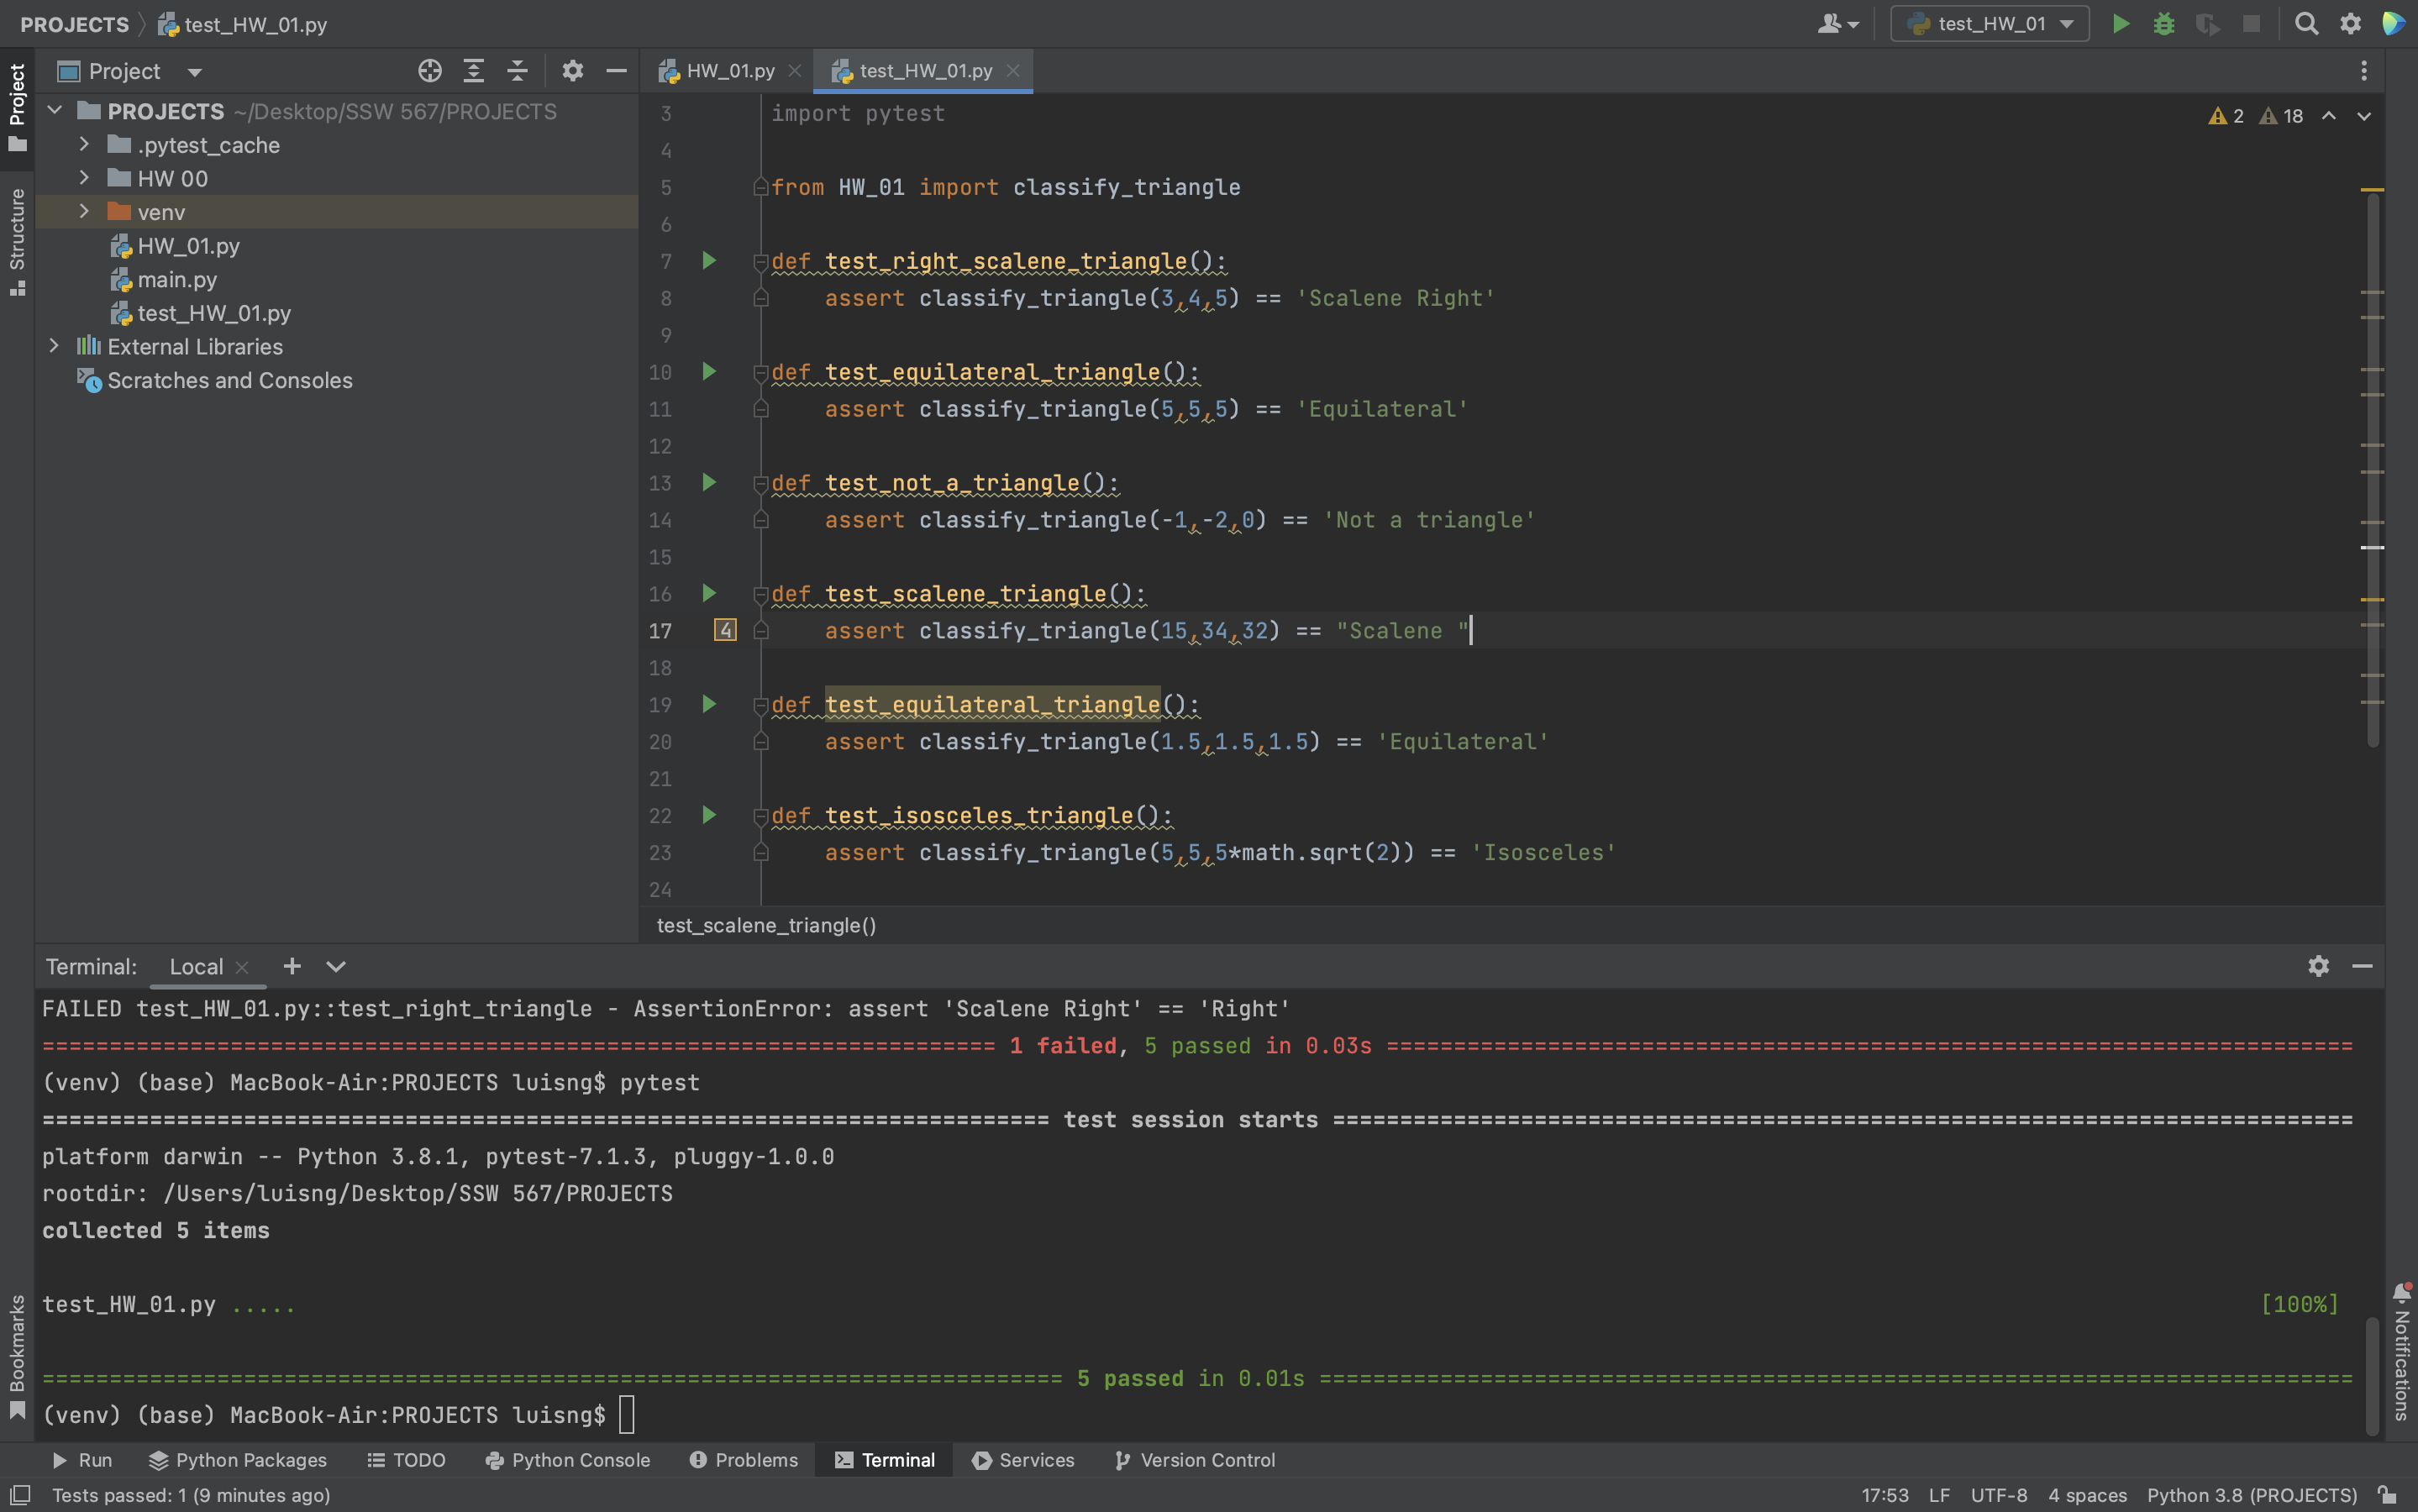 PROJECTS test_HW_01.py test_HW_01
Project
Project
HW_01.py test_HW_01.py
PROJECTS ~/Desktop/SSW 567/PROJECTS
.pytest_cache
HW 00
venv
HW_01.py
main.py
test_HW_01.py
External Libraries
Scratches and Consoles
Structure
2 18
3 import pytest
4
5 from HW_01 import classify_triangle
6
7 def test_right_scalene_triangle():
8 assert classify_triangle(3,4,5) == 'Scalene Right'
9
10 def test_equilateral_triangle():
11 assert classify_triangle(5,5,5) == 'Equilateral'
12
13 def test_not_a_triangle():
14 assert classify_triangle(-1,-2,0) == 'Not a triangle'
15
16 def test_scalene_triangle():
17 4 assert classify_triangle(15,34,32) == "Scalene "
18
19 def test_equilateral_triangle():
20 assert classify_triangle(1.5,1.5,1.5) == 'Equilateral'
21
22 def test_isosceles_triangle():
23 assert classify_triangle(5,5,5*math.sqrt(2)) == 'Isosceles'
24
test_scalene_triangle()
Terminal: Local
FAILED test_HW_01.py::test_right_triangle - AssertionError: assert 'Scalene Right' == 'Right'
======================================================================= 1 failed, 5 passed in 0.03s ========================================================================
(venv) (base) MacBook-Air:PROJECTS luisng$ pytest
=========================================================================== test session starts ============================================================================
platform darwin -- Python 3.8.1, pytest-7.1.3, pluggy-1.0.0
rootdir: /Users/luisng/Desktop/SSW 567/PROJECTS
collected 5 items
test_HW_01.py ..... [100%]
============================================================================ 5 passed in 0.01s =============================================================================
(venv) (base) MacBook-Air:PROJECTS luisng$
Bookmarks
Notifications
Run Python Packages TODO Python Console Problems Terminal Services Version Control
Tests passed: 1 (9 minutes ago) 17:53 LF UTF-8 4 spaces Python 3.8 (PROJECTS)